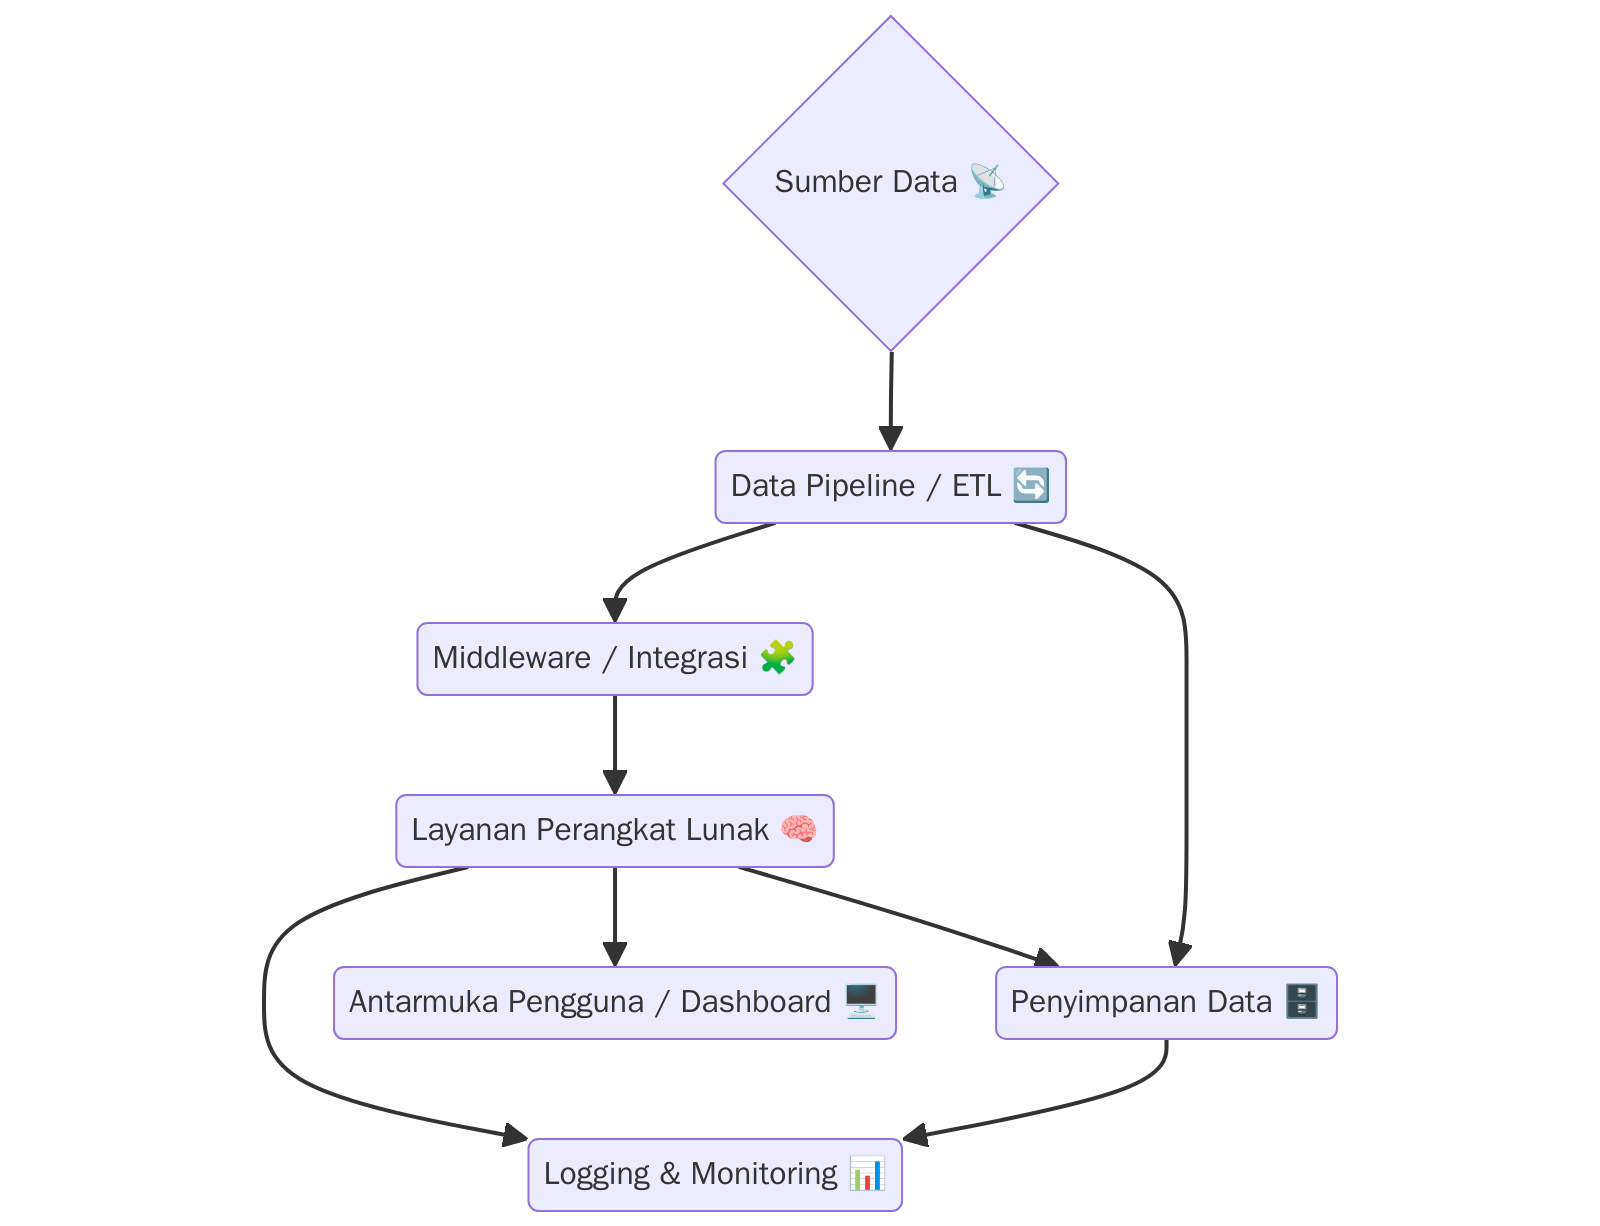 Sumber Data 📡
Data Pipeline / ETL 🔄
Middleware / Integrasi 🧩
Layanan Perangkat Lunak 🧠
Antarmuka Pengguna / Dashboard 🖥️
Penyimpanan Data 🗄️
Logging & Monitoring 📊